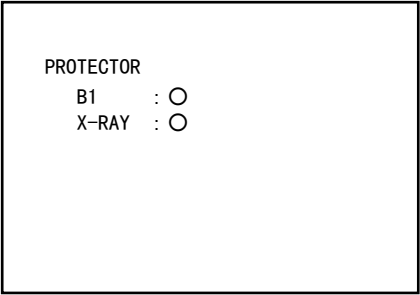 PROTECTOR
B1 : ○
X-RAY : ○